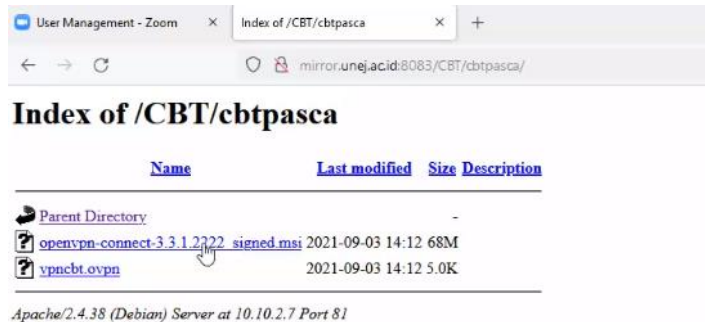 User Management - Zoom × Index of /CBT/cbtpasca × +
mirror.unej.ac.id:8083/CBT/cbtpasca/
Index of /CBT/cbtpasca
Name Last modified Size Description
Parent Directory -
openvpn-connect-3.3.1.2222_signed.msi 2021-09-03 14:12 68M
vpncbt.ovpn 2021-09-03 14:12 5.0K
Apache/2.4.38 (Debian) Server at 10.10.2.7 Port 81